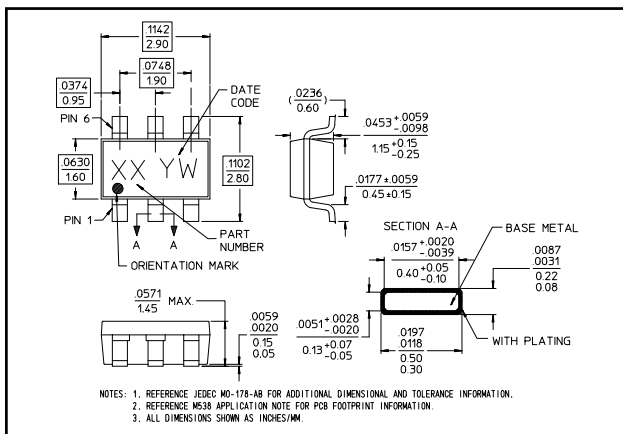 .1142
2.90
.0748
1.90
.0374
0.95
DATE
CODE
PIN 6
XX YW
.0630
1.60
.1102
2.80
PIN 1
A A
PART
NUMBER
ORIENTATION MARK
(.0236
0.60)
.0453 +.0059
-.0098
1.15 +0.15
-0.25
.0177 ±.0059
0.45 ±0.15
SECTION A-A
.0157 +.0020
-.0039
0.40 +0.05
-0.10
BASE METAL
.0087
.0031
0.22
0.08
.0571
1.45
MAX.
.0059
.0020
0.15
0.05
.0051 +.0028
-.0020
0.13 +0.07
-0.05
.0197
.0118
0.50
0.30
WITH PLATING
NOTES: 1. REFERENCE JEDEC MO-178-AB FOR ADDITIONAL DIMENSIONAL AND TOLERANCE INFORMATION.
2. REFERENCE M538 APPLICATION NOTE FOR PCB FOOTPRINT INFORMATION.
3. ALL DIMENSIONS SHOWN AS INCHES/MM.